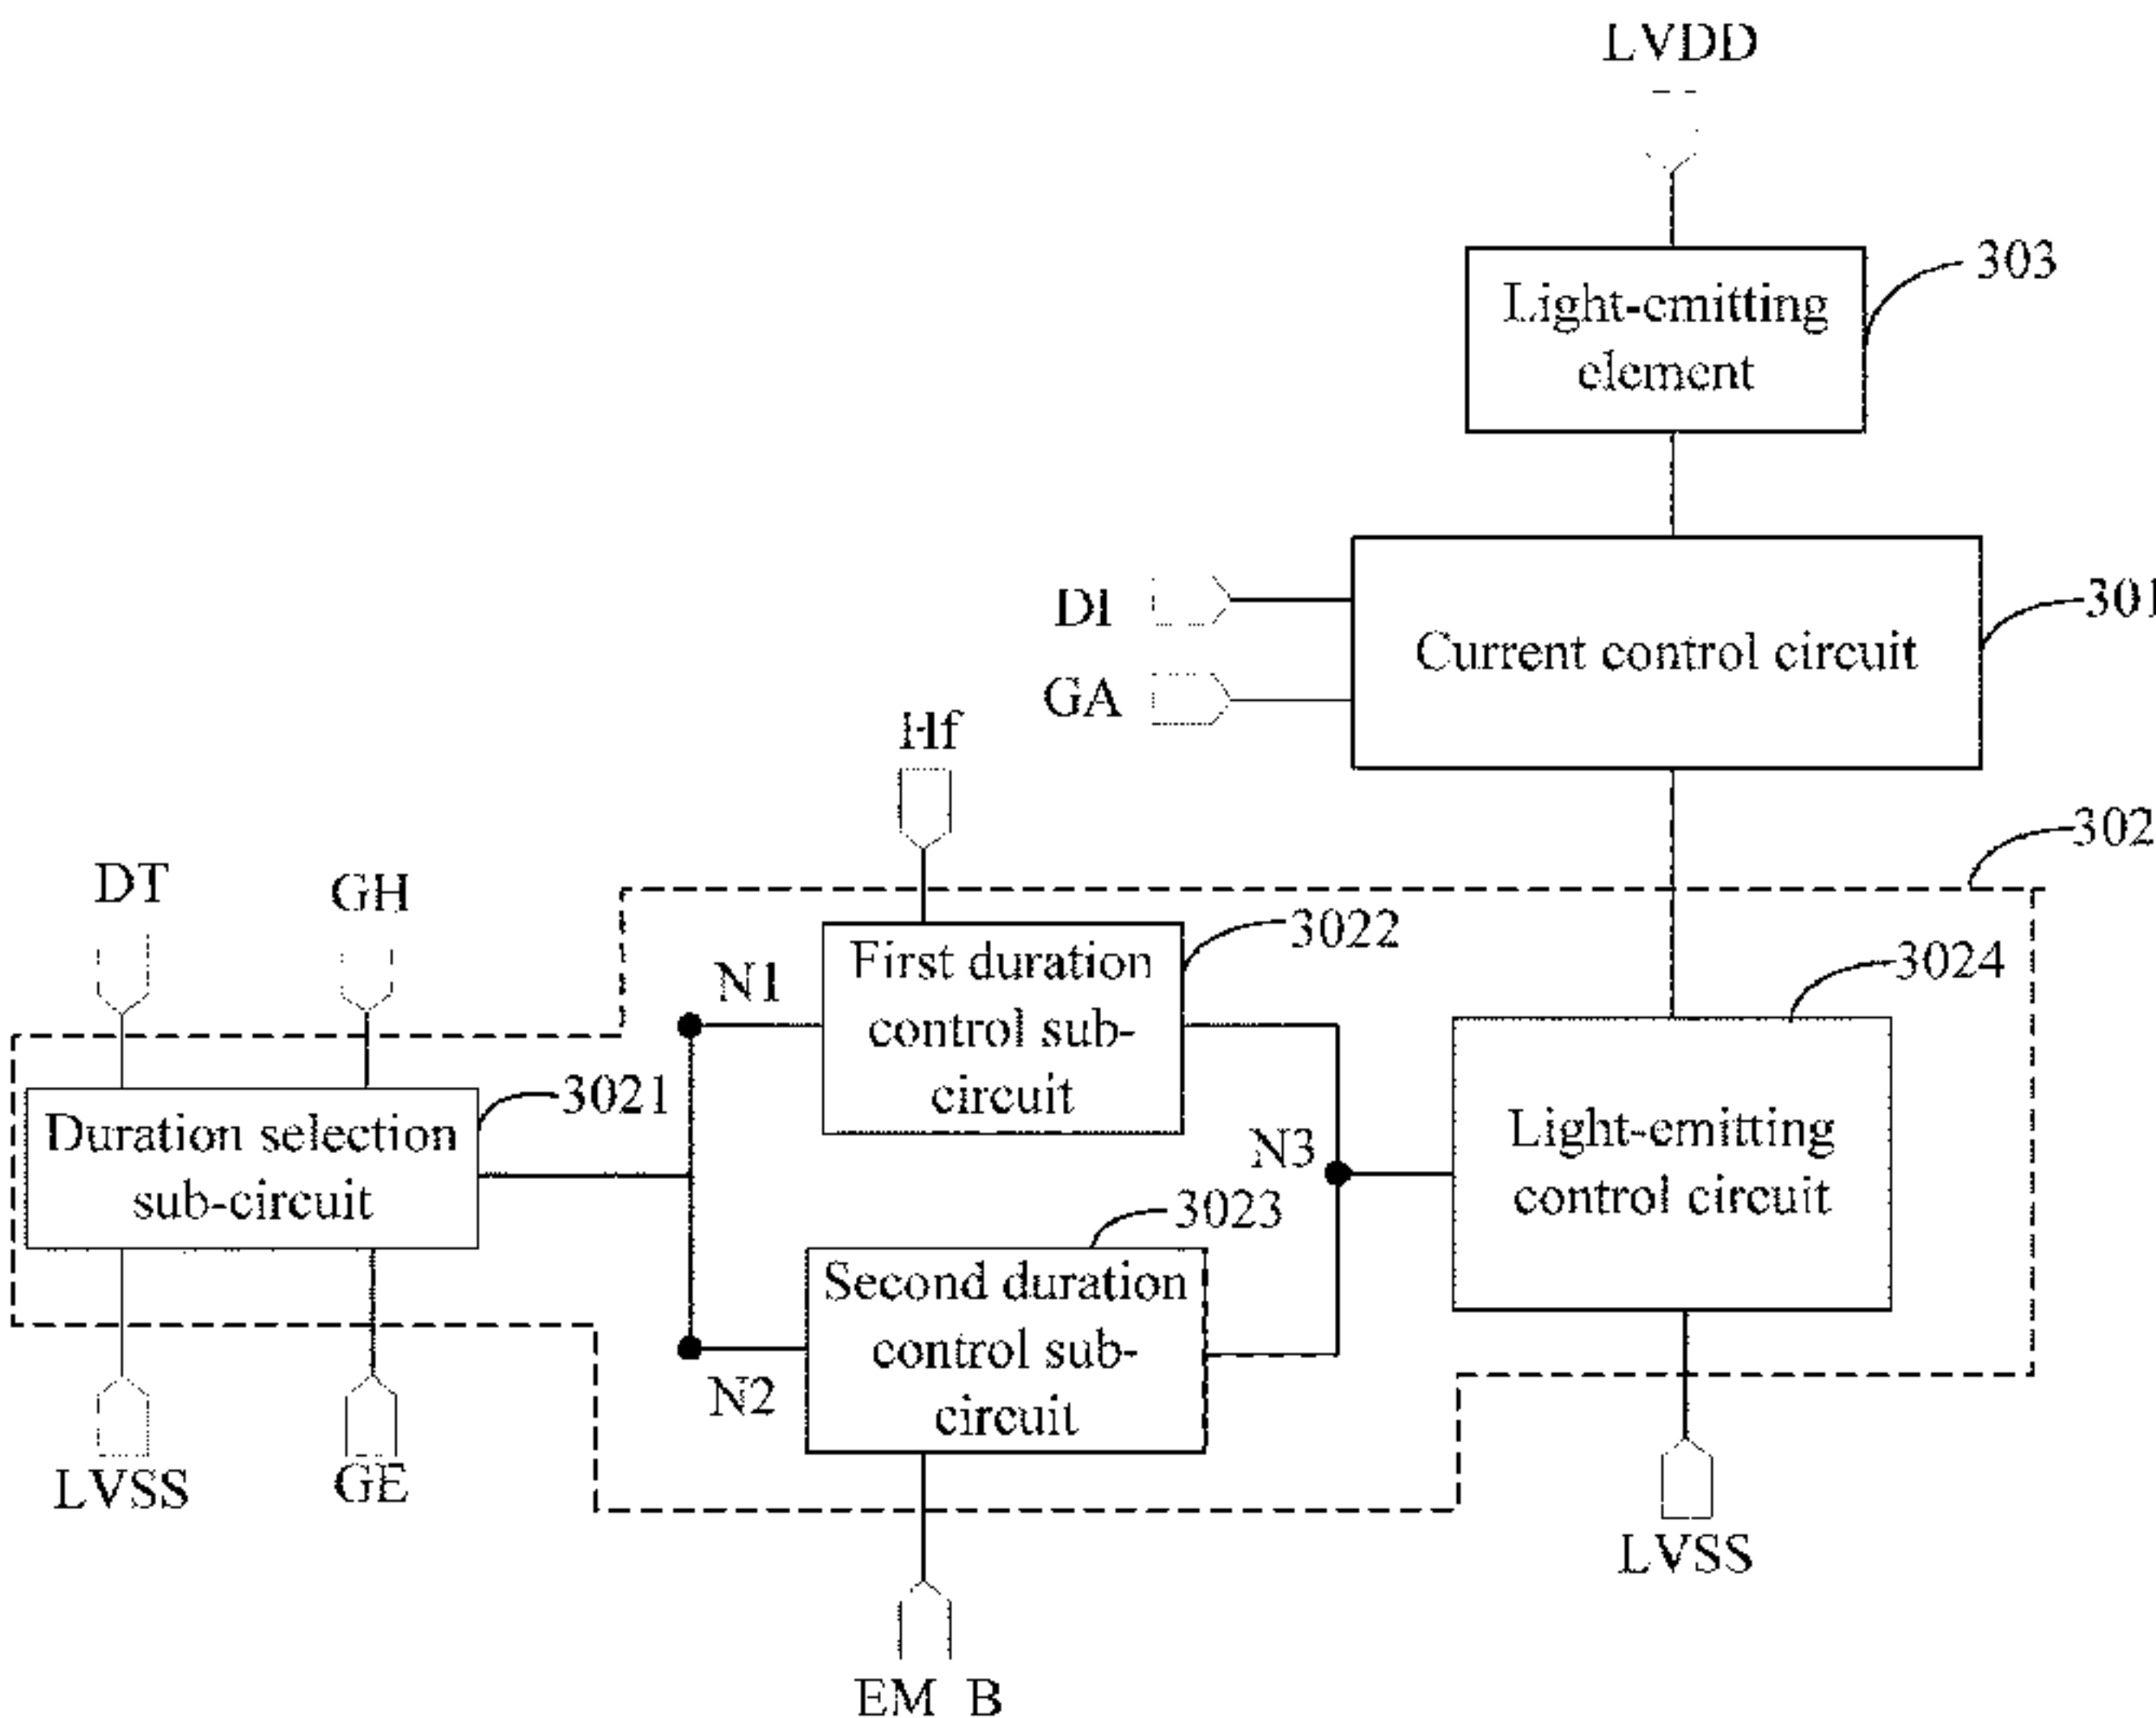 LVDD
303
Light-emitting
element
DI
GA
Current control circuit
301
Hf
302
DT
GH
N1
First duration
control sub-
circuit
3022
3024
3021
Duration selection
sub-circuit
N3
Light-emitting
control circuit
3023
Second duration
control sub-
circuit
N2
LVSS
GE
LVSS
EM B